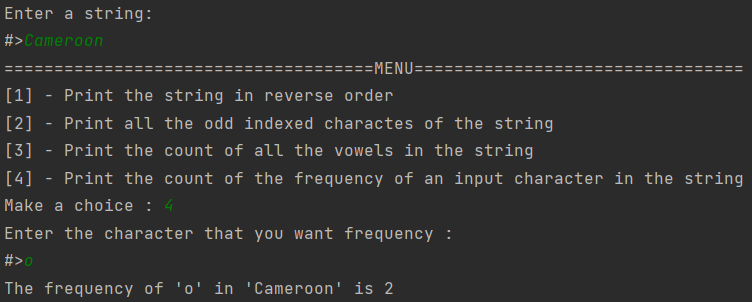 Enter a string:
#>Cameroon
=====================================MENU=================================
[1] - Print the string in reverse order
[2] - Print all the odd indexed charactes of the string
[3] - Print the count of all the vowels in the string
[4] - Print the count of the frequency of an input character in the string
Make a choice : 4
Enter the character that you want frequency :
#>o
The frequency of 'o' in 'Cameroon' is 2